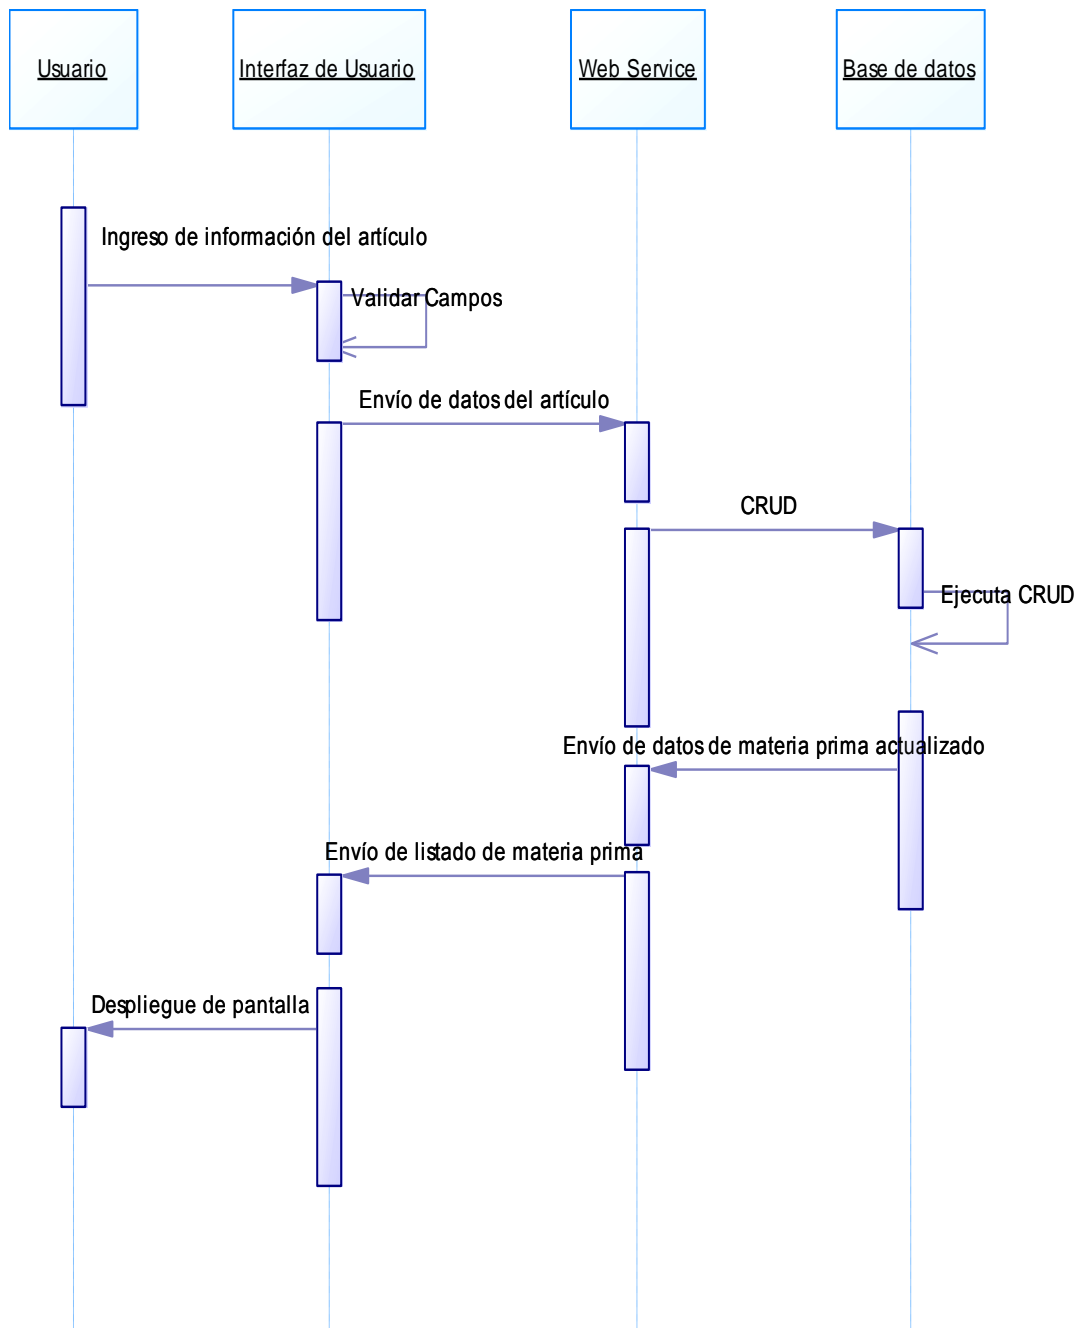 Usuario
Interfaz de Usuario
Web Service
Base de datos
Ingreso de información del artículo
Validar Campos
Envío de datos del artículo
CRUD
Ejecuta CRUD
Envío de datos de materia prima actualizado
Envío de listado de materia prima
Despliegue de pantalla